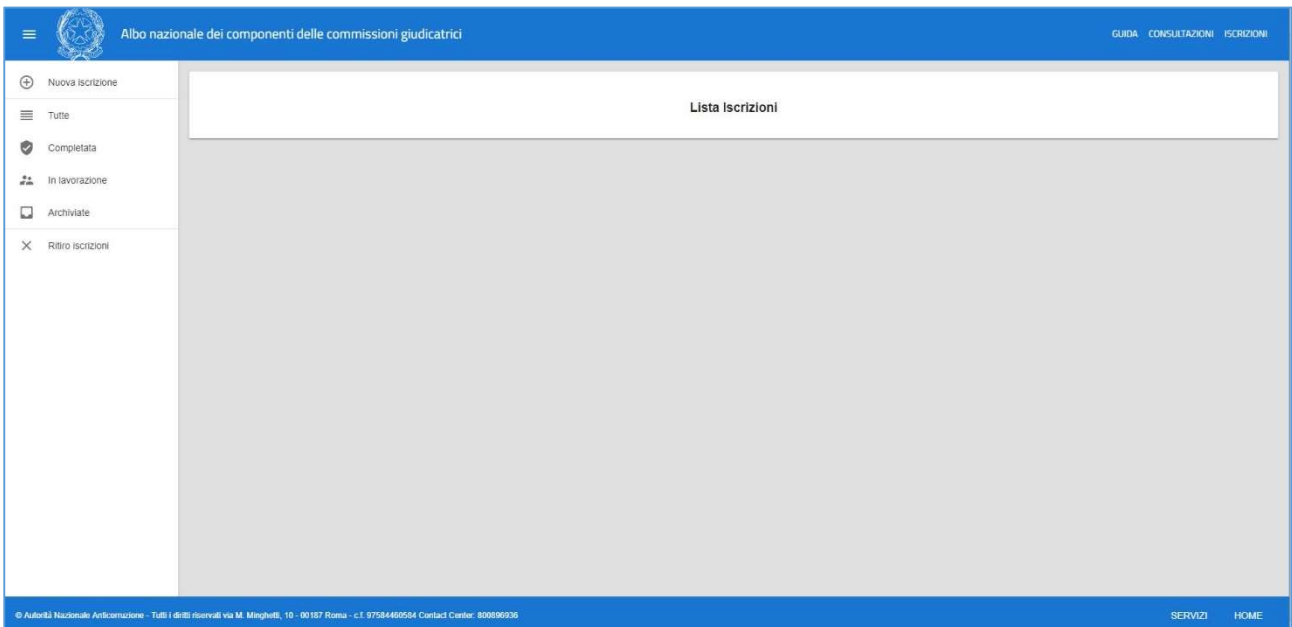 Albo nazionale dei componenti delle commissioni giudicatrici
GUIDA CONSULTAZIONI ISCRIZIONI
Nuova iscrizione
Tutte
Completata
In lavorazione
Archiviate
Ritiro iscrizioni
Lista Iscrizioni
© Autorità Nazionale Anticorruzione - Tutti i diritti riservati via M. Minghetti, 10 - 00187 Roma - c.f. 97584460584 Contact Center: 800896936
SERVIZI HOME